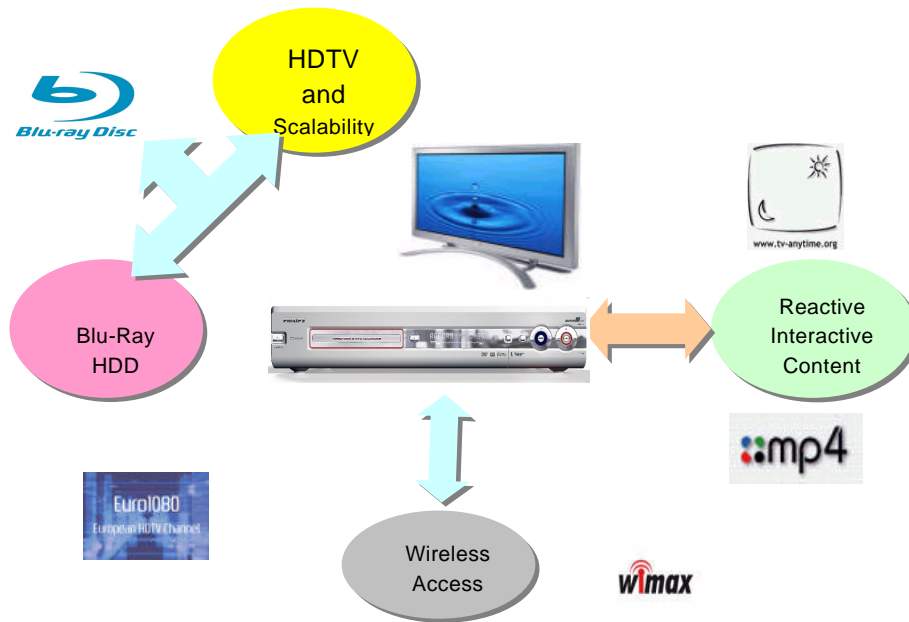 HDTV
and
Scalability
Blu-ray Disc
www.tv-anytime.org
PHILIPS
Blu-Ray
HDD
Reactive
Interactive
Content
mp4
Euro1080
European HDTV Channel
Wireless
Access
wimax